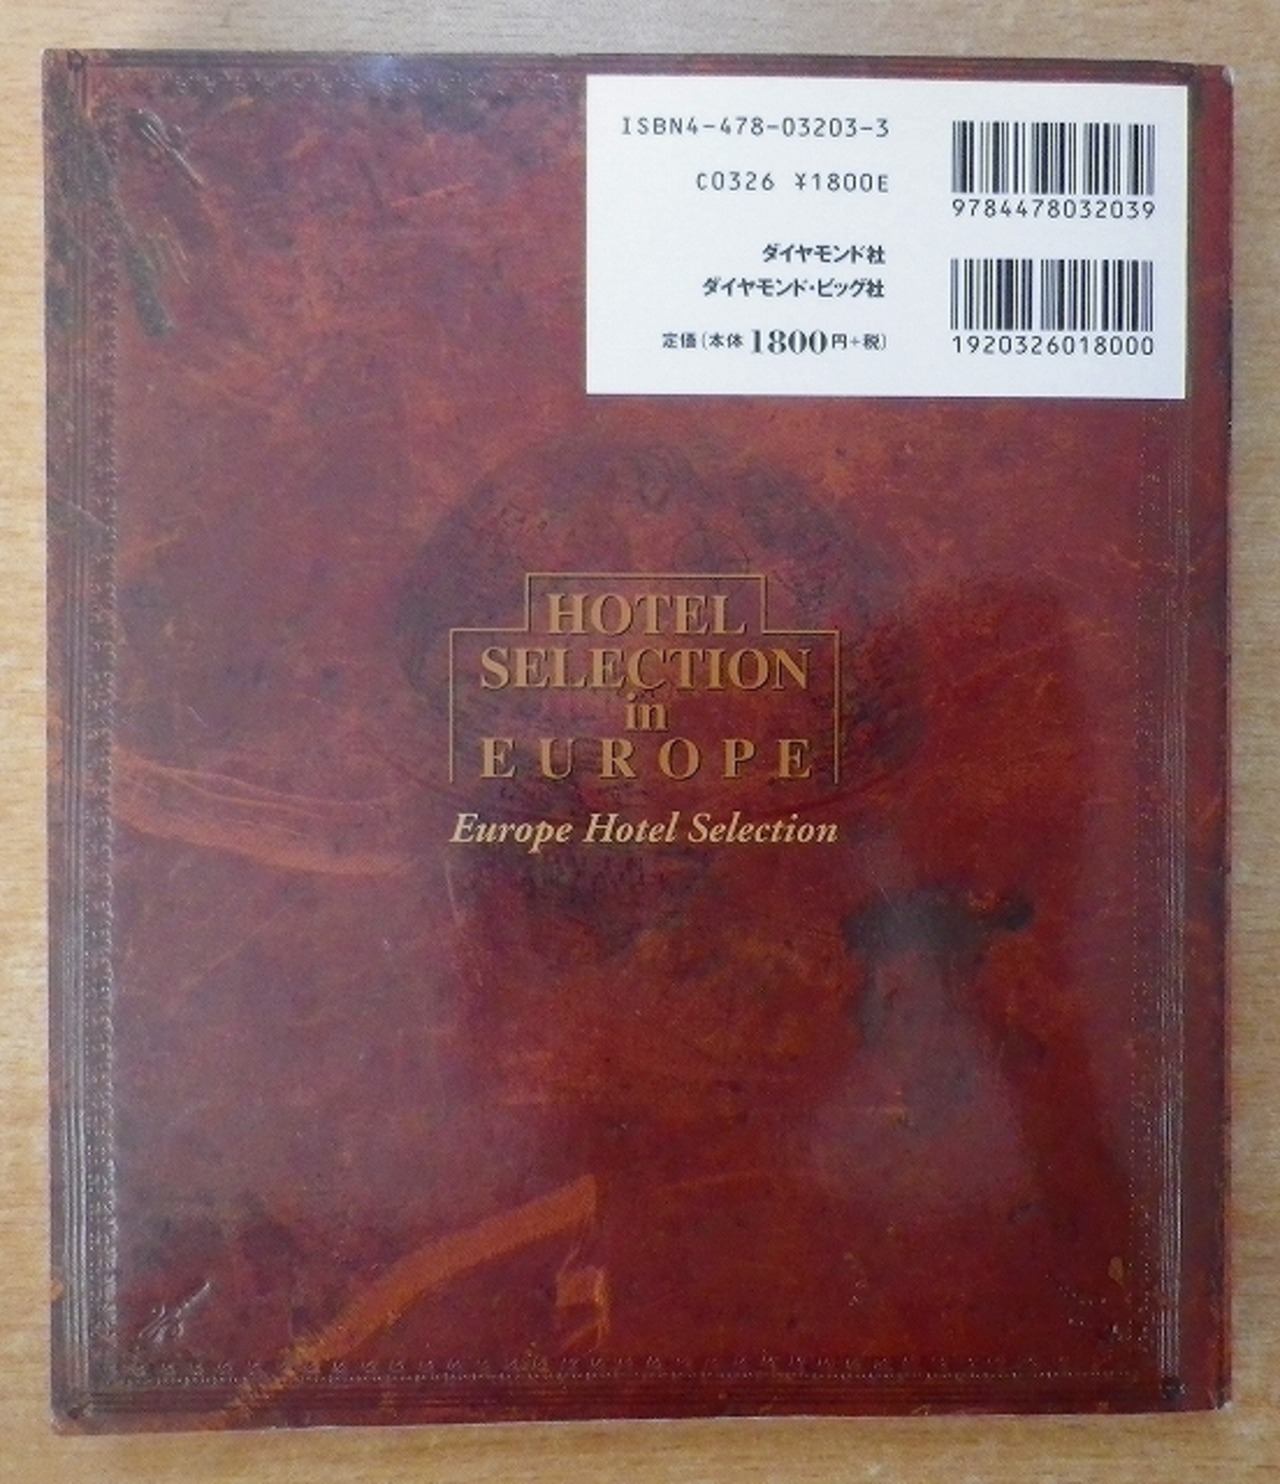 ISBN4-478-03203-3
C0326 ¥1800E
9784478032039
ダイヤモンド社
ダイヤモンド・ビッグ社
定価(本体1800円+税)
1920326018000
HOTEL
SELECTION
in
EUROPE
Europe Hotel Selection